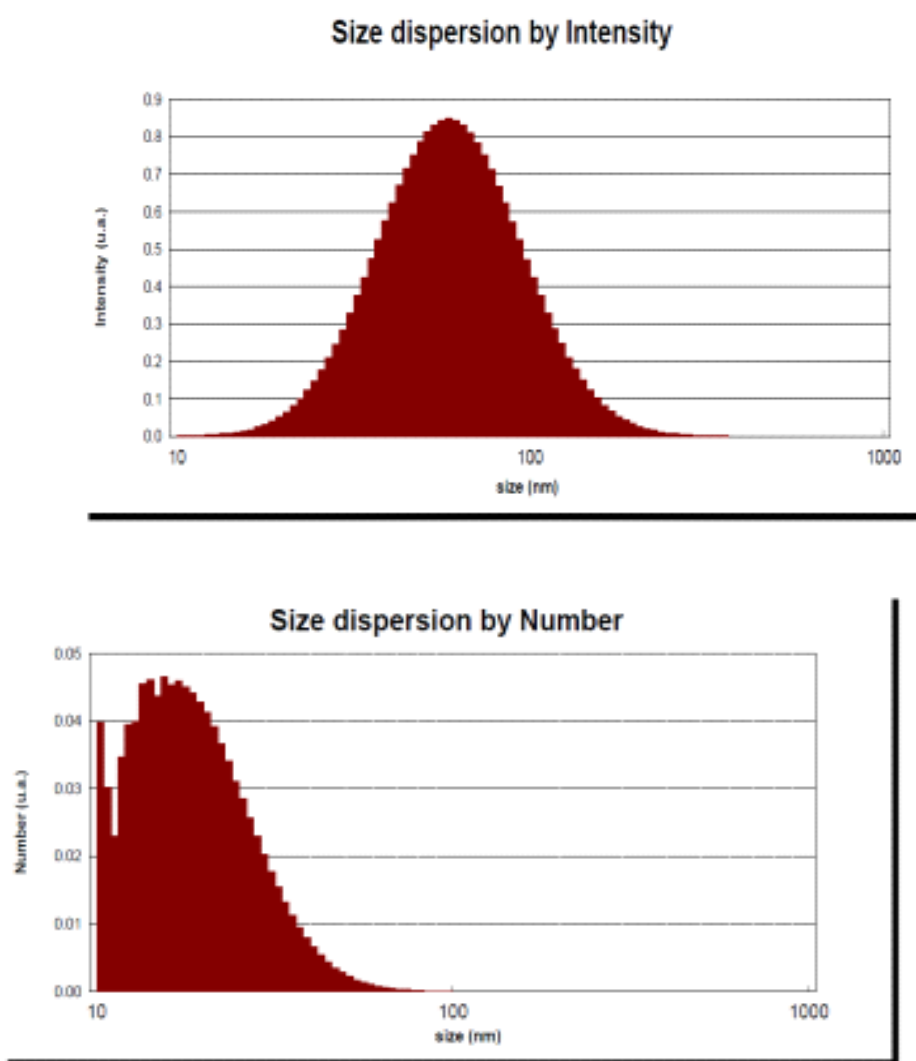 Size dispersion by Intensity
0.9
0.8
0.7
0.6
0.5
0.4
0.3
0.2
0.1
0.0
Intensity (u.a.)
10 100 1000
size (nm)
Size dispersion by Number
0.05
0.04
0.03
0.02
0.01
0.00
Number (u.a.)
10 100 1000
size (nm)